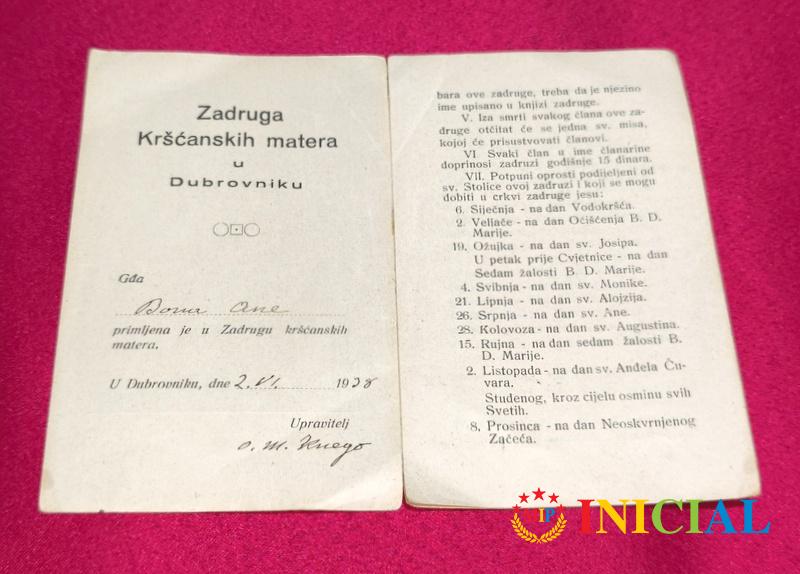 Zadruga
Kršćanskih matera
u
Dubrovniku
Gđa
Boma Ane
primljena je u Zadrugu kršćanskih
matera.
U Dubrovniku, dne 2. VI. 1938
Upravitelj
o. m. Knego
bara ove zadruge, treba da je njezino
ime upisano u knjizi zadruge.
V. Iza smrti svakog člana ove za-
druge otčitat će se jedna sv. misa,
kojoj će prisustvovati članovi.
VI Svaki član u ime članarine
doprinosi zadruzi godišnje 15 dinara.
VII. Potpuni oprosti podijeljeni od
sv. Stolice ovoj zadruzi i koji se mogu
dobiti u crkvi zadruge jesu:
6. Siječnja - na dan Vodokršća.
2. Veljače - na dan Očišćenja B. D.
Marije.
19. Ožujka - na dan sv. Josipa.
U petak prije Cvjetnice - na dan
Sedam žalosti B. D. Marije.
4. Svibnja - na dan sv. Monike.
21. Lipnja - na dan sv. Alojzija.
26. Srpnja - na dan sv. Ane.
28. Kolovoza - na dan sv. Augustina.
15. Rujna - na dan sedam žalosti B.
D. Marije.
2. Listopada - na dan sv. Anđela Ču-
vara.
Studenog, kroz cijelu osminu svih
Svetih.
8. Prosinca - na dan Neoskvrnjenog
Začeća.
IP INICIAL